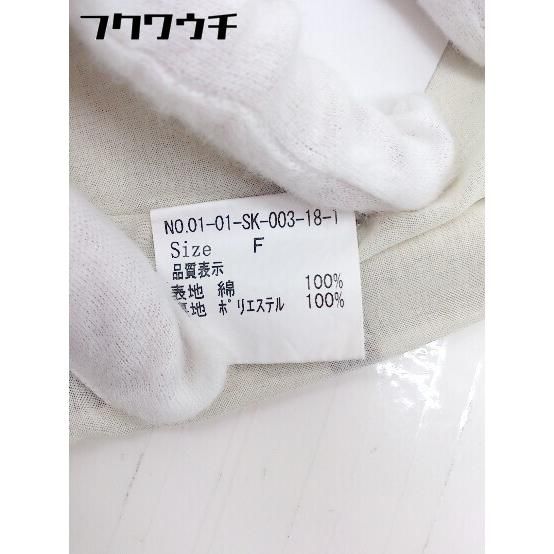 フクワウチ
NO.01-01-SK-003-18-1
Size F
品質表示
表地 綿 100%
裏地 ポリエステル 100%